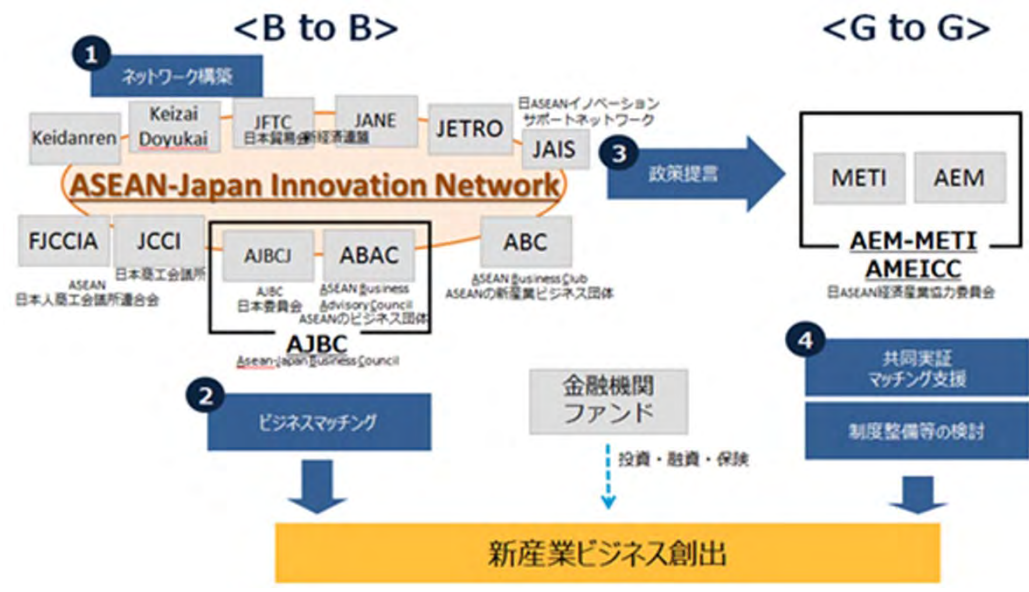 <B to B>
<G to G>
1
ネットワーク構築
Keidanren
Keizai
Doyukai
JFTC
日本貿易会
JANE
新経済連盟
JETRO
日ASEANイノベーション
サポートネットワーク
JAIS
ASEAN-Japan Innovation Network
3
政策提言
METI
AEM
AEM-METI
AMEICC
日ASEAN経済産業協力委員会
FJCCIA
ASEAN
日本人商工会議所連合会
JCCI
日本商工会議所
AJBCJ
AJBC
日本委員会
ABAC
ASEAN Business
Advisory Council
ASEANのビジネス団体
ABC
ASEAN Business Club
ASEANの新産業ビジネス団体
AJBC
Asean-Japan Business Council
2
ビジネスマッチング
金融機関
ファンド
投資・融資・保険
4
共同実証
マッチング支援
制度整備等の検討
新産業ビジネス創出